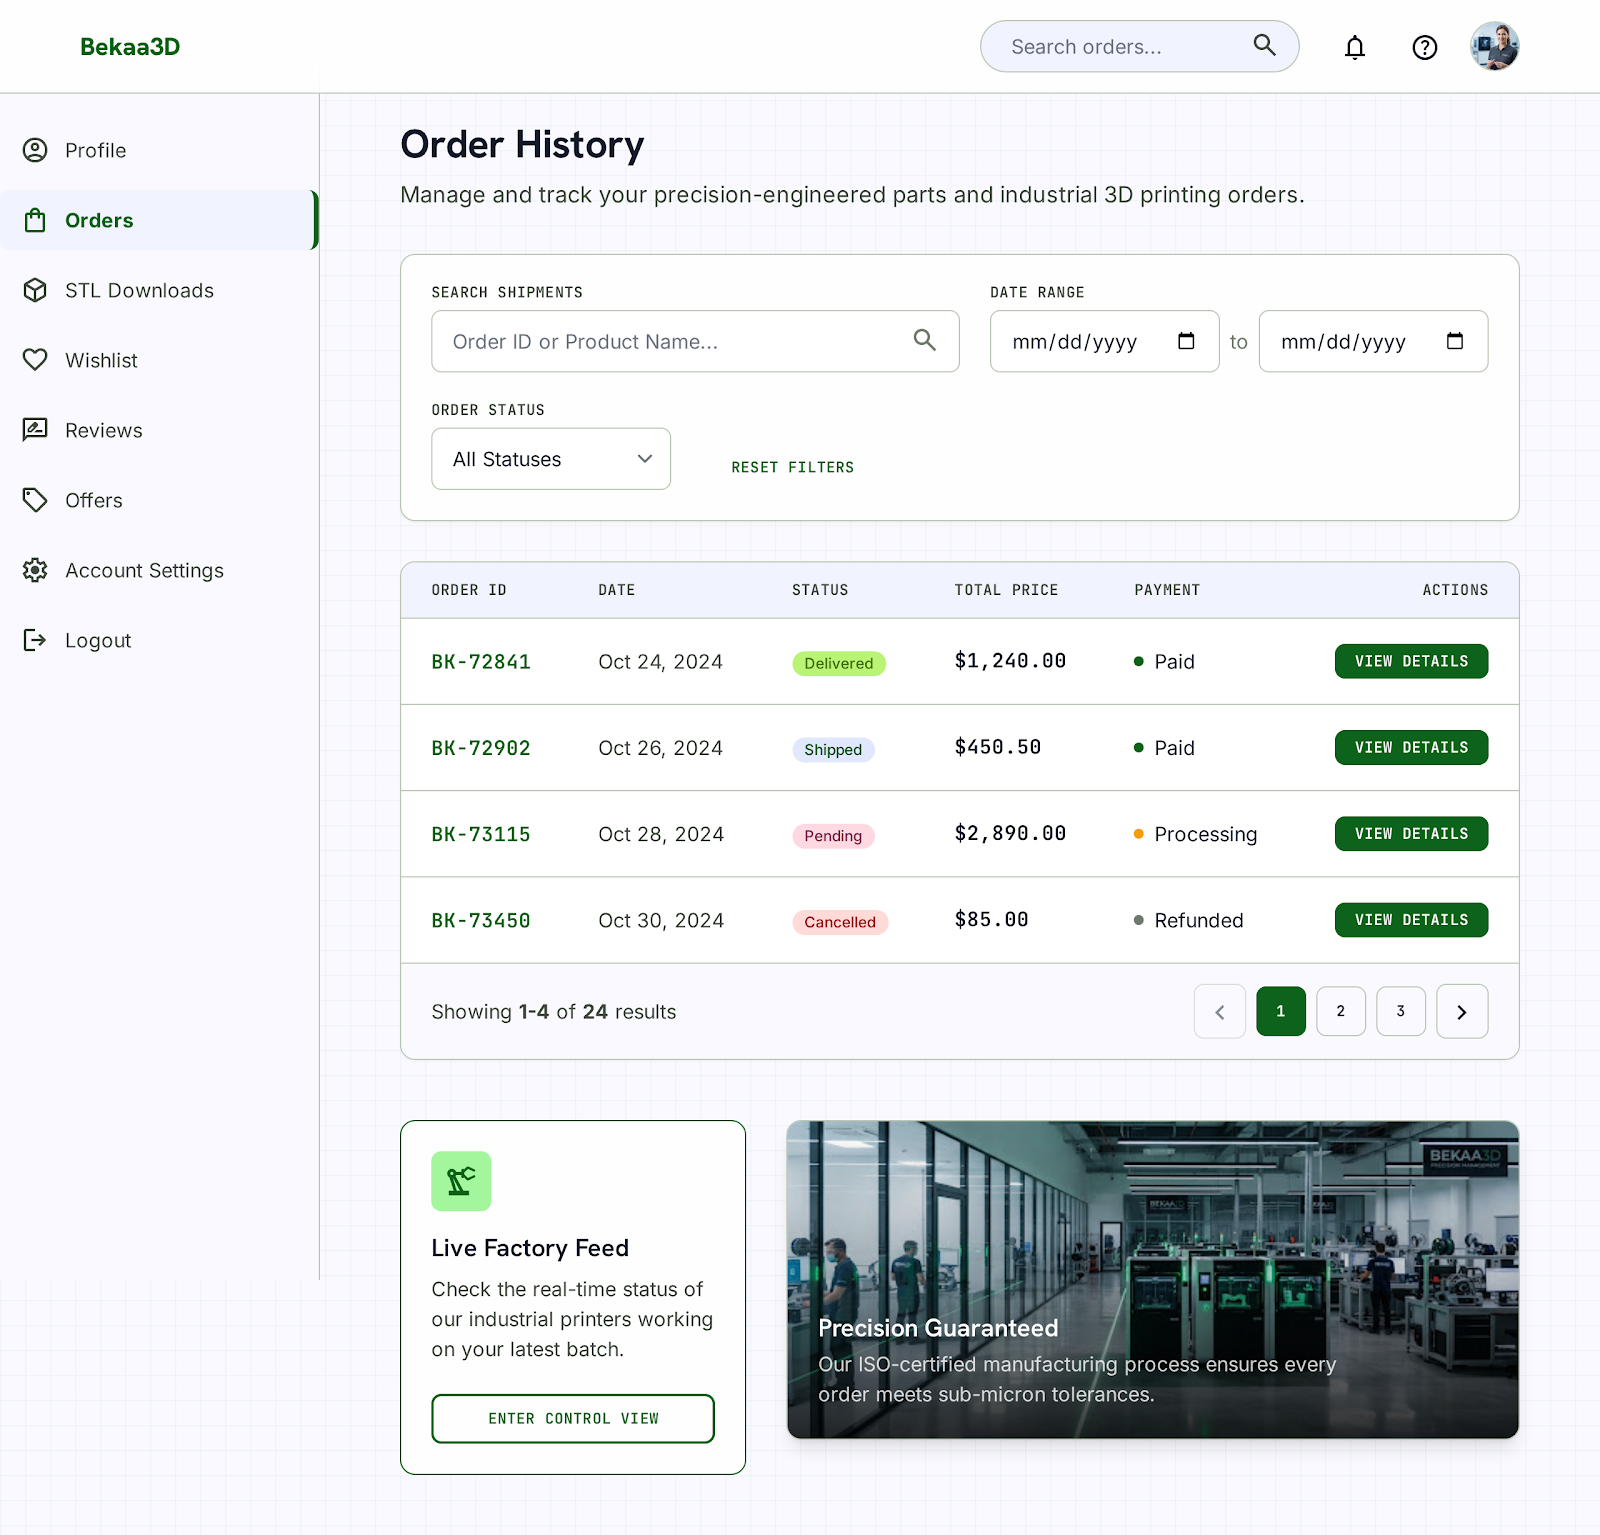 Bekaa3D
Search orders...
Profile
Orders
STL Downloads
Wishlist
Reviews
Offers
Account Settings
Logout
Order History
Manage and track your precision-engineered parts and industrial 3D printing orders.
SEARCH SHIPMENTS
DATE RANGE
Order ID or Product Name...
mm/dd/yyyy to mm/dd/yyyy
ORDER STATUS
All Statuses
RESET FILTERS
ORDER ID DATE STATUS TOTAL PRICE PAYMENT ACTIONS
BK-72841 Oct 24, 2024 Delivered $1,240.00 Paid VIEW DETAILS
BK-72902 Oct 26, 2024 Shipped $450.50 Paid VIEW DETAILS
BK-73115 Oct 28, 2024 Pending $2,890.00 Processing VIEW DETAILS
BK-73450 Oct 30, 2024 Cancelled $85.00 Refunded VIEW DETAILS
Showing 1-4 of 24 results
1 2 3
Live Factory Feed
Check the real-time status of
our industrial printers working
on your latest batch.
ENTER CONTROL VIEW
BEKAA3D
PRECISION MANAGEMENT
BEKAA3D
Precision Guaranteed
Our ISO-certified manufacturing process ensures every
order meets sub-micron tolerances.